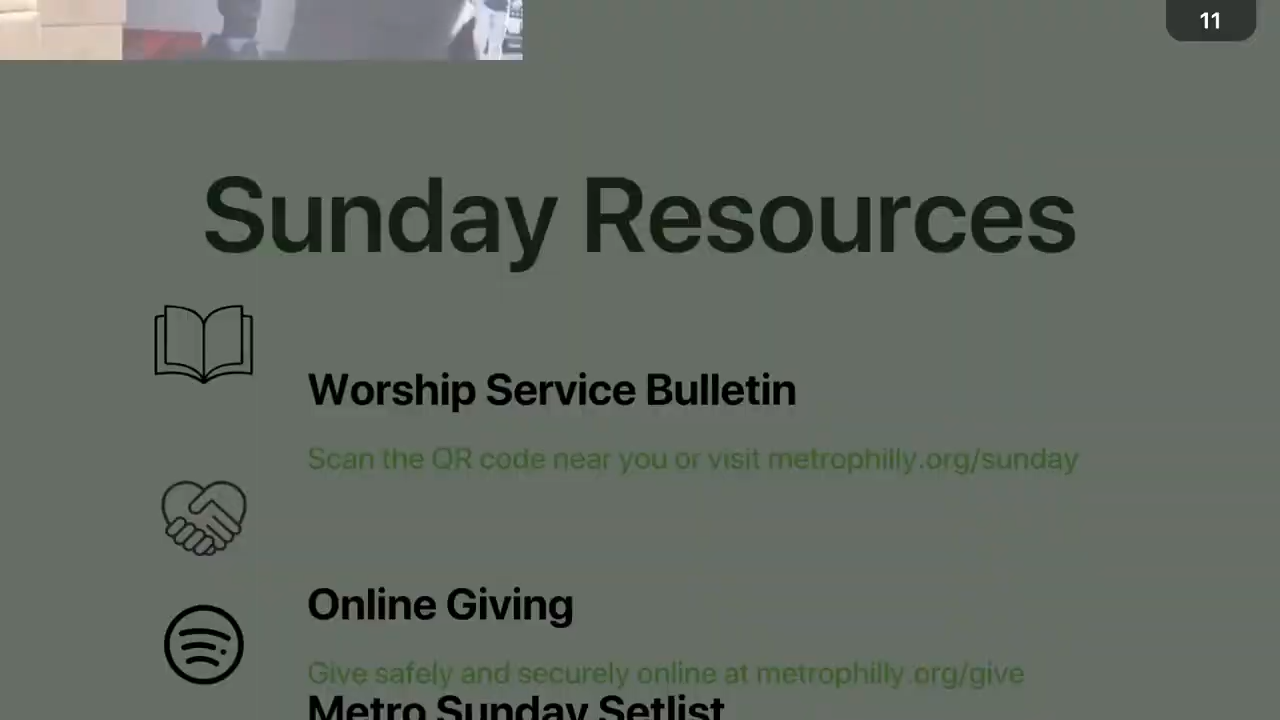 11
Sunday Resources
Worship Service Bulletin
Scan the QR code near you or visit metrophilly.org/sunday
Online Giving
Give safely and securely online at metrophilly.org/give
Metro Sunday Setlist